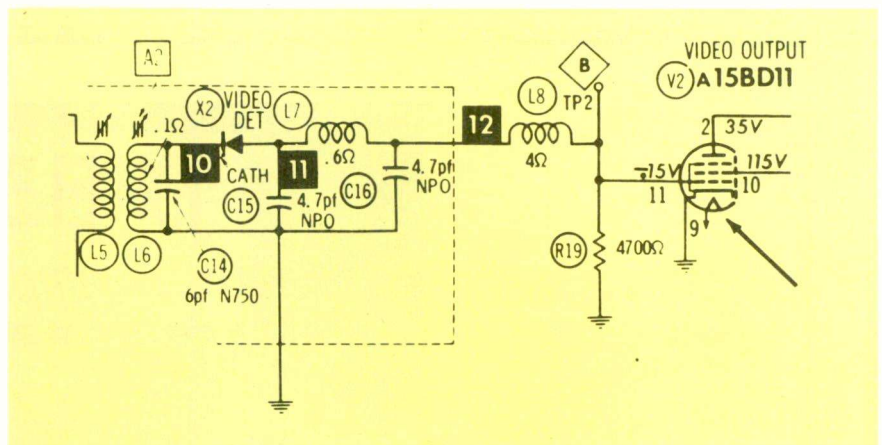 A2
VIDEO OUTPUT
V2 A15BD11
B
TP2
X2 VIDEO DET
L7
L8
12
2 35V
.1Ω
10
.6Ω
4Ω
CATH
11
4.7pf NPO
C16
15V
115V
11
10
C15
4.7pf NPO
9
L5
L6
C14
6pf N750
R19 4700Ω